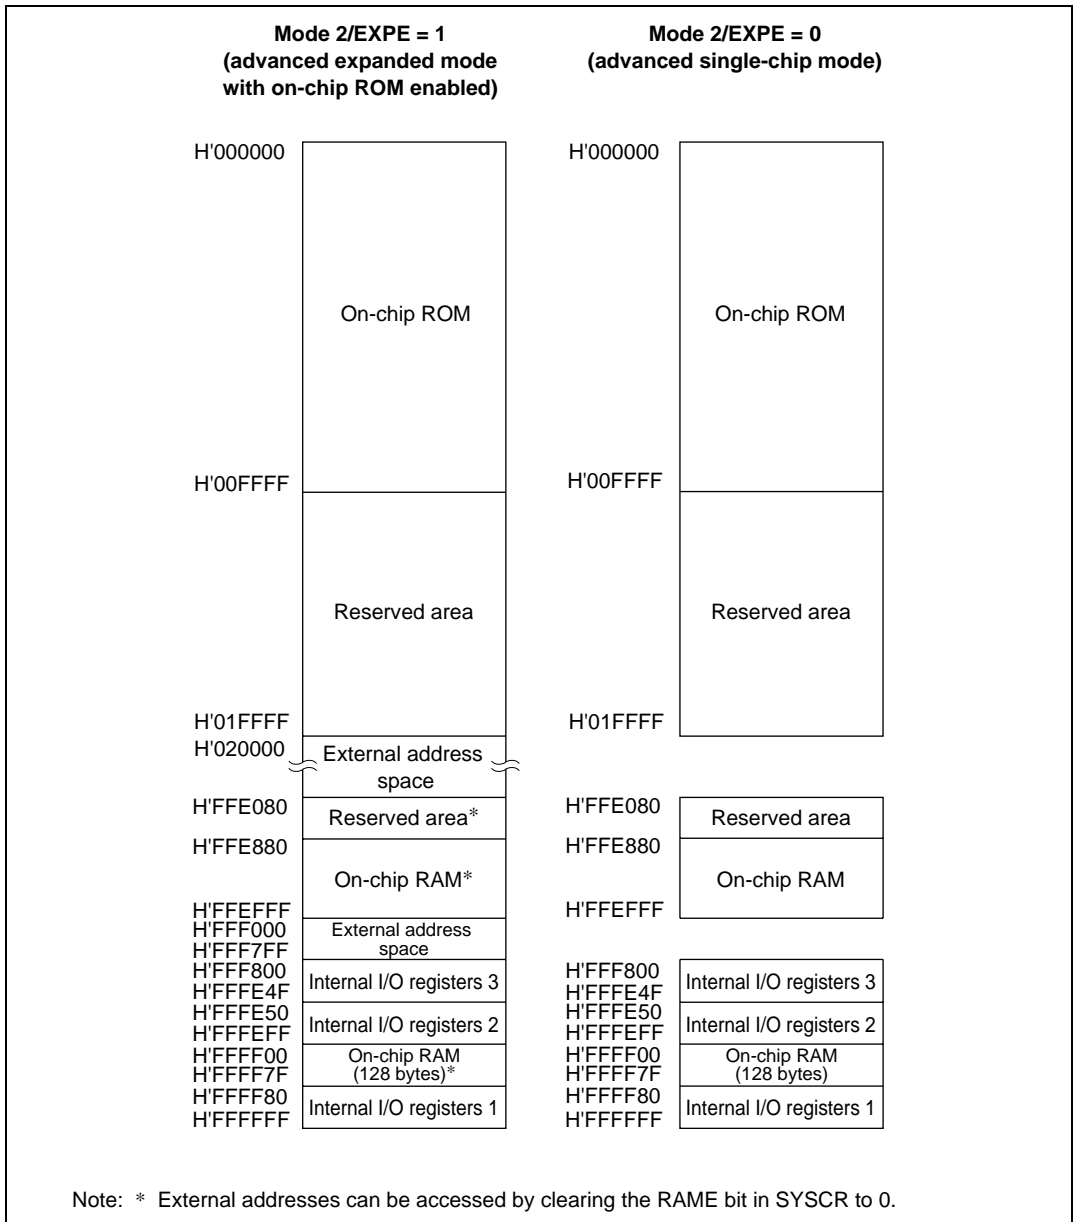 Mode 2/EXPE = 1
(advanced expanded mode
with on-chip ROM enabled)
H'000000
On-chip ROM
H'00FFFF
Reserved area
H'01FFFF
H'020000
External address
space
H'FFE080
Reserved area*
H'FFE880
On-chip RAM*
H'FFEFFF
H'FFF000
External address
space
H'FFF7FF
H'FFF800
Internal I/O registers 3
H'FFFE4F
H'FFFE50
Internal I/O registers 2
H'FFFEFF
H'FFFF00
On-chip RAM
(128 bytes)*
H'FFFF7F
H'FFFF80
Internal I/O registers 1
H'FFFFFF
Mode 2/EXPE = 0
(advanced single-chip mode)
H'000000
On-chip ROM
H'00FFFF
Reserved area
H'01FFFF
H'FFE080
Reserved area
H'FFE880
On-chip RAM
H'FFEFFF
H'FFF800
Internal I/O registers 3
H'FFFE4F
H'FFFE50
Internal I/O registers 2
H'FFFEFF
H'FFFF00
On-chip RAM
(128 bytes)
H'FFFF7F
H'FFFF80
Internal I/O registers 1
H'FFFFFF
Note: * External addresses can be accessed by clearing the RAME bit in SYSCR to 0.